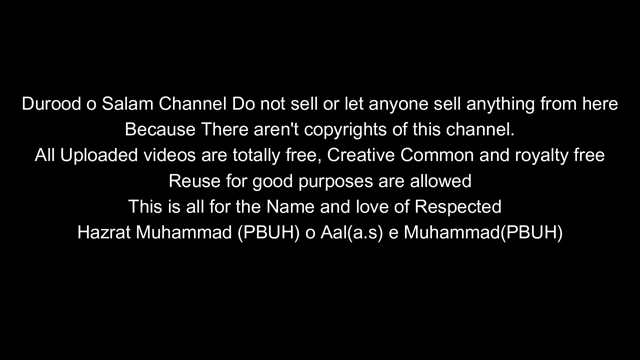 Durood o Salam Channel Do not sell or let anyone sell anything from here
Because There aren't copyrights of this channel.
All Uploaded videos are totally free, Creative Common and royalty free
Reuse for good purposes are allowed
This is all for the Name and love of Respected
Hazrat Muhammad (PBUH) o Aal(a.s) e Muhammad(PBUH)